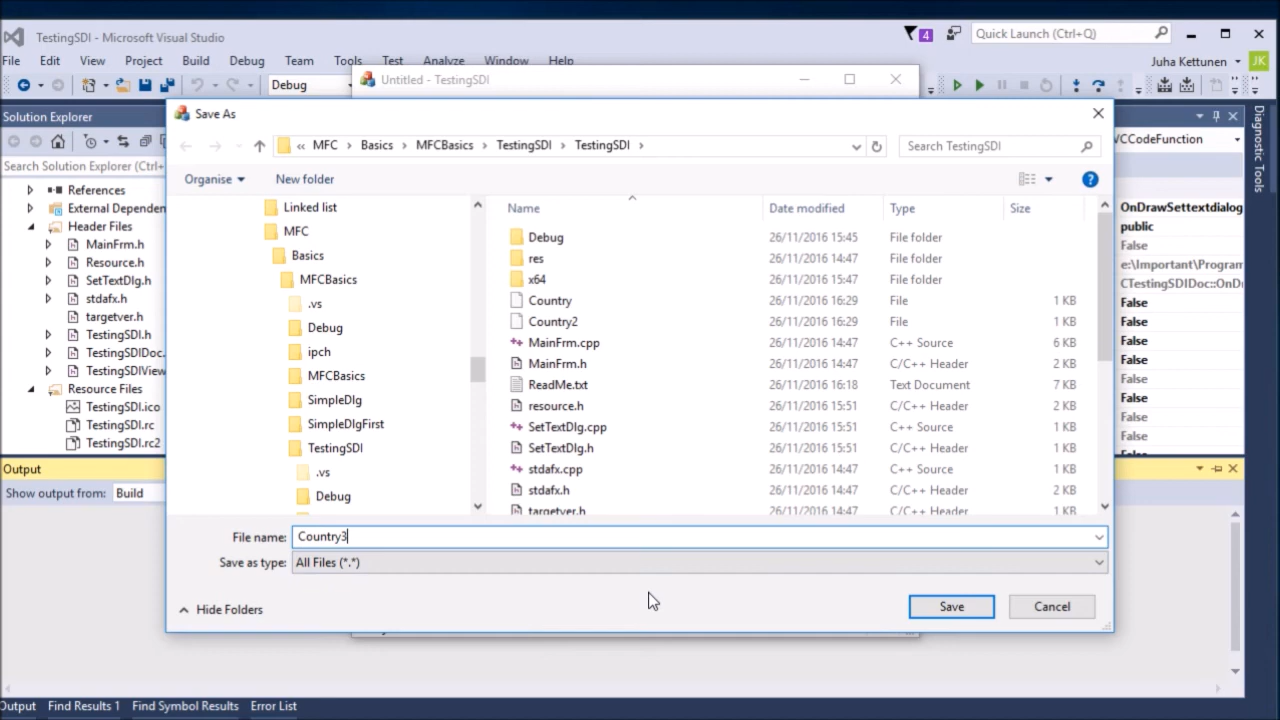 TestingSDI - Microsoft Visual Studio
4
Quick Launch (Ctrl+Q)
File Edit View Project Build Debug Team Tools Test Analyze Window Help
Juha Kettunen JK
Debug
Untitled - TestingSDI
Solution Explorer
Search Solution Explorer (Ctrl+
References
External Depender
Header Files
MainFrm.h
Resource.h
SetTextDlg.h
stdafx.h
targetver.h
TestingSDI.h
TestingSDIDoc.
TestingSDIView
Resource Files
TestingSDI.ico
TestingSDI.rc
TestingSDI.rc2
Output
Show output from: Build
Save As
« MFC Basics MFCBasics TestingSDI TestingSDI
Search TestingSDI
Organise New folder
Linked list
MFC
Basics
MFCBasics
.vs
Debug
ipch
MFCBasics
SimpleDlg
SimpleDlgFirst
TestingSDI
.vs
Debug
Name Date modified Type Size
Debug 26/11/2016 15:45 File folder
res 26/11/2016 14:47 File folder
x64 26/11/2016 15:47 File folder
Country 26/11/2016 16:29 File 1 KB
Country2 26/11/2016 16:29 File 1 KB
MainFrm.cpp 26/11/2016 14:47 C++ Source 6 KB
MainFrm.h 26/11/2016 14:47 C/C++ Header 2 KB
ReadMe.txt 26/11/2016 16:18 Text Document 7 KB
resource.h 26/11/2016 15:51 C/C++ Header 2 KB
SetTextDlg.cpp 26/11/2016 15:51 C++ Source 1 KB
SetTextDlg.h 26/11/2016 15:51 C/C++ Header 1 KB
stdafx.cpp 26/11/2016 14:47 C++ Source 1 KB
stdafx.h 26/11/2016 14:47 C/C++ Header 2 KB
targetver.h 26/11/2016 14:47 C/C++ Header 1 KB
File name: Country3
Save as type: All Files (*.*)
Hide Folders
Save Cancel
VCCodeFunction
OnDrawSettextdialog
public
False
e:\Important\Program
CTestingSDIDoc::OnD
False
False
False
False
False
False
False
False
Diagnostic Tools
Output Find Results 1 Find Symbol Results Error List